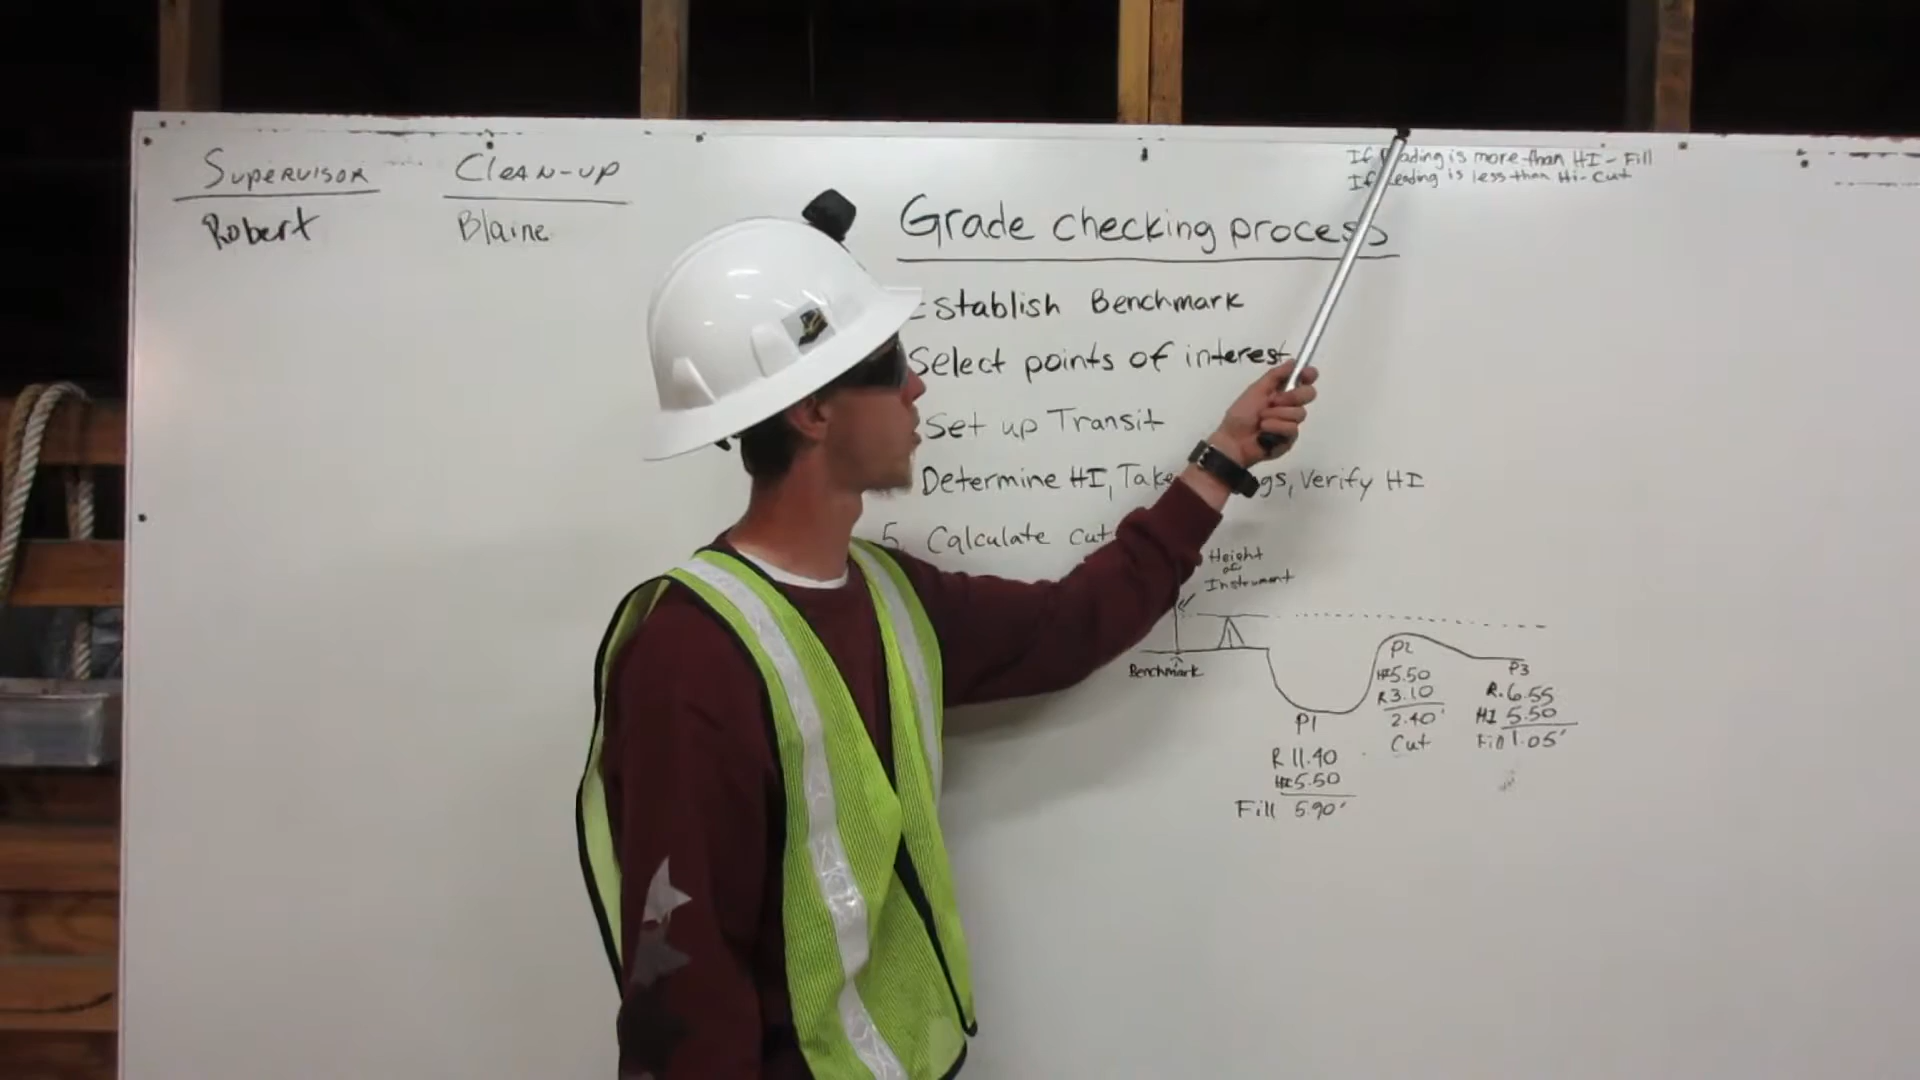 Supervisor
Robert
Clean-up
Blaine
If is more than HI - Fill
If Reading is less than Hi - Cut
Grade checking process
Establish Benchmark
Select points of interest
Set up Transit
Determine HI, Take Verify HI
5. Calculate cut
Height
of
Instrument
Benchmark
P1
R 11.40
HI 5.50
Fill 5.90'
P2
HI 5.50
R 3.10
2.40'
Cut
P3
R. 6.55
HI 5.50
Fill 1.05'